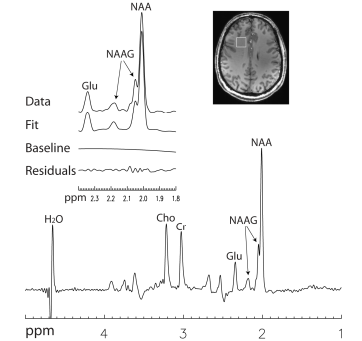 NAA
NAAG
Glu
Data
Fit
Baseline
Residuals
ppm 2.3 2.2 2.1 2.0 1.9 1.8
NAA
H2O
Cho
Cr
NAAG
Glu
ppm 4 3 2 1